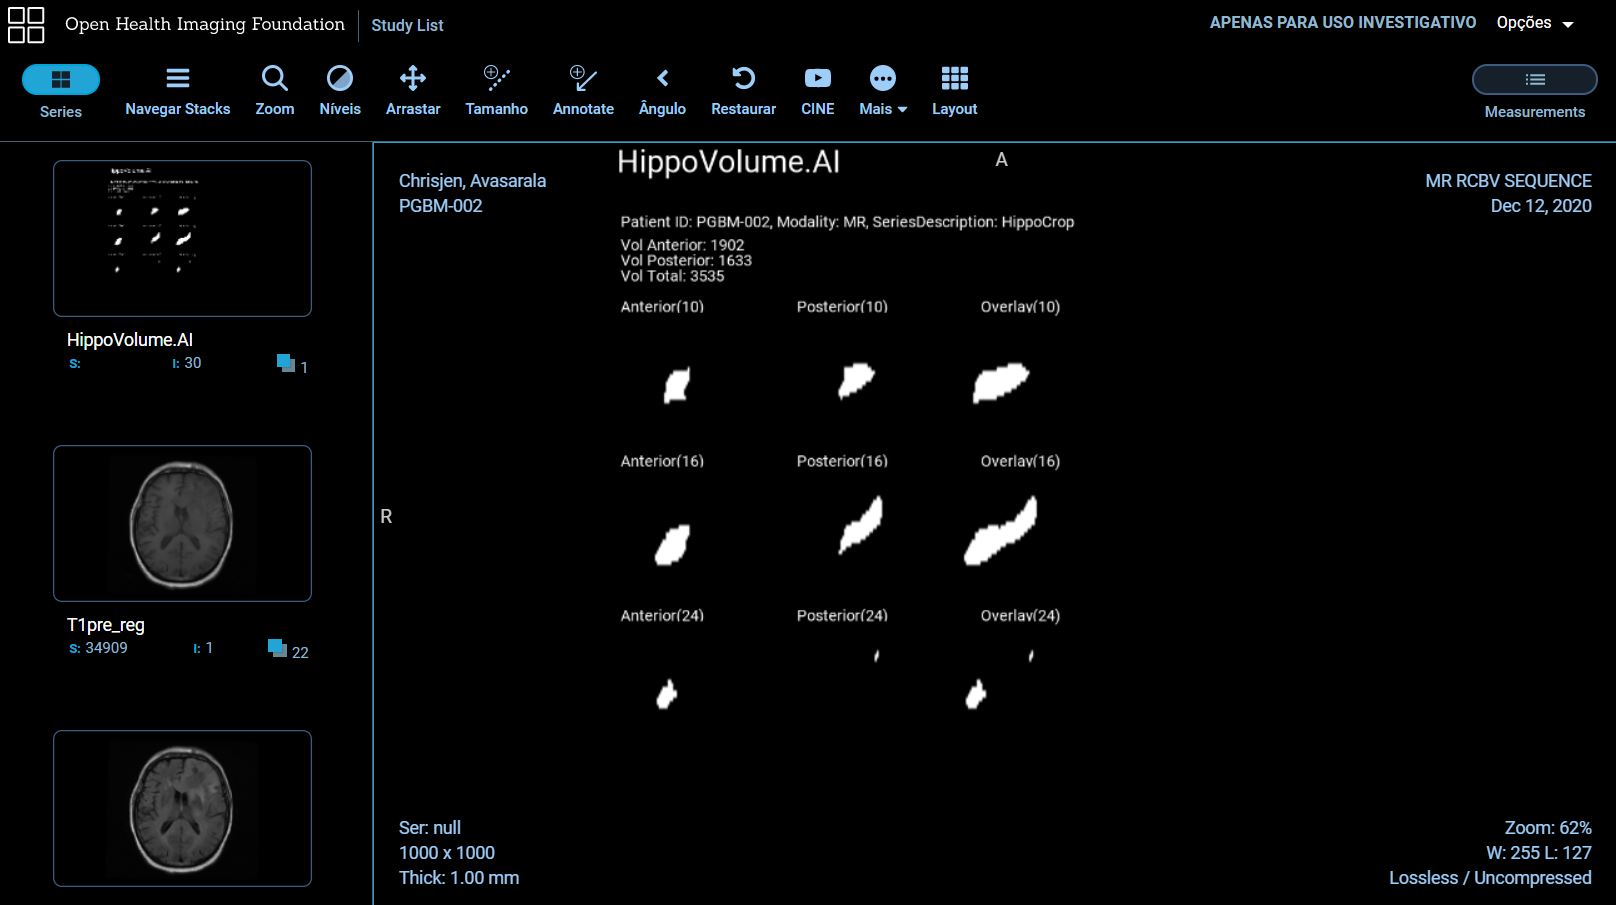 Open Health Imaging Foundation
Study List
APENAS PARA USO INVESTIGATIVO
Opções
Series
Navegar Stacks
Zoom
Níveis
Arrastar
Tamanho
Annotate
Ângulo
Restaurar
CINE
Mais
Layout
Measurements
HippoVolume.AI
S:
I: 30
1
T1pre_reg
S: 34909
I: 1
22
Chrisjen, Avasarala
PGBM-002
HippoVolume.AI
A
MR RCBV SEQUENCE
Dec 12, 2020
Patient ID: PGBM-002, Modality: MR, SeriesDescription: HippoCrop
Vol Anterior: 1902
Vol Posterior: 1633
Vol Total: 3535
Anterior(10) Posterior(10) Overlay(10)
Anterior(16) Posterior(16) Overlay(16)
R
Anterior(24) Posterior(24) Overlay(24)
Ser: null
1000 x 1000
Thick: 1.00 mm
Zoom: 62%
W: 255 L: 127
Lossless / Uncompressed